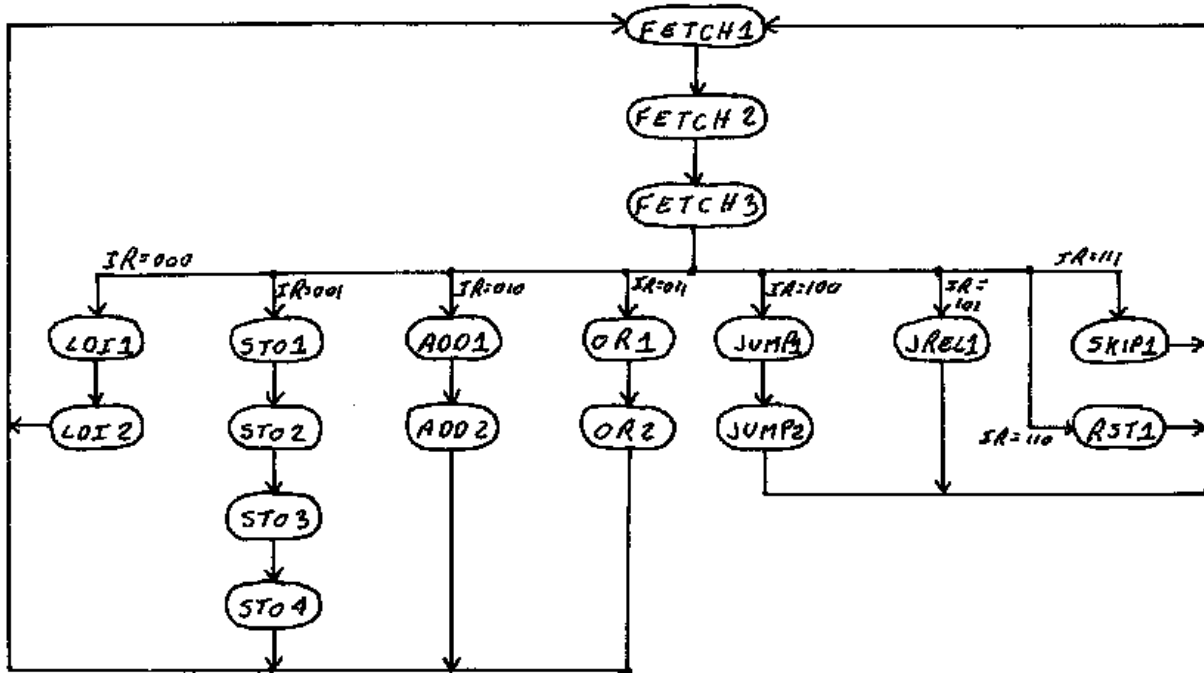 FETCH1
FETCH2
FETCH3
IR=000
IR=001
IR=010
IR=011
IR=100
IR=
101
IR=111
LDI1
STO1
ADD1
OR1
JUMP1
JREL1
SKIP1
LDI2
STO2
ADD2
OR2
JUMP2
IR=110
RST1
STO3
STO4